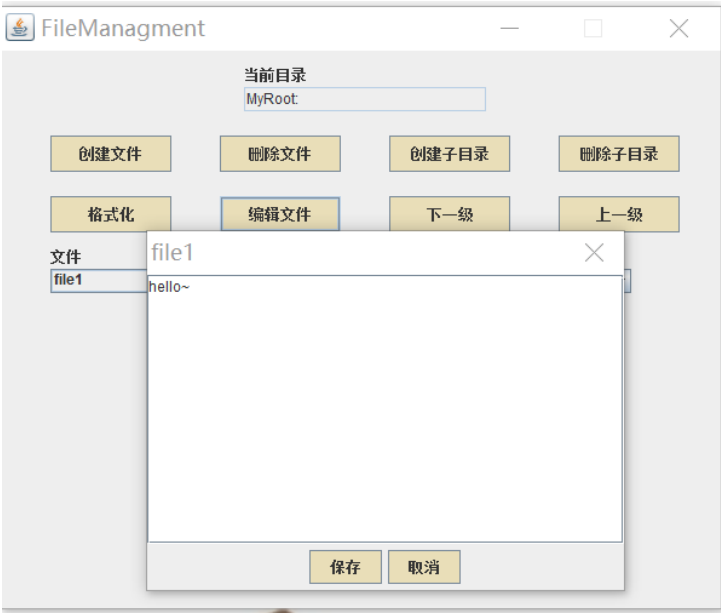 FileManagment
当前目录
MyRoot:
创建文件 删除文件 创建子目录 删除子目录
格式化 编辑文件 下一级 上一级
文件
file1
file1
hello~
保存 取消